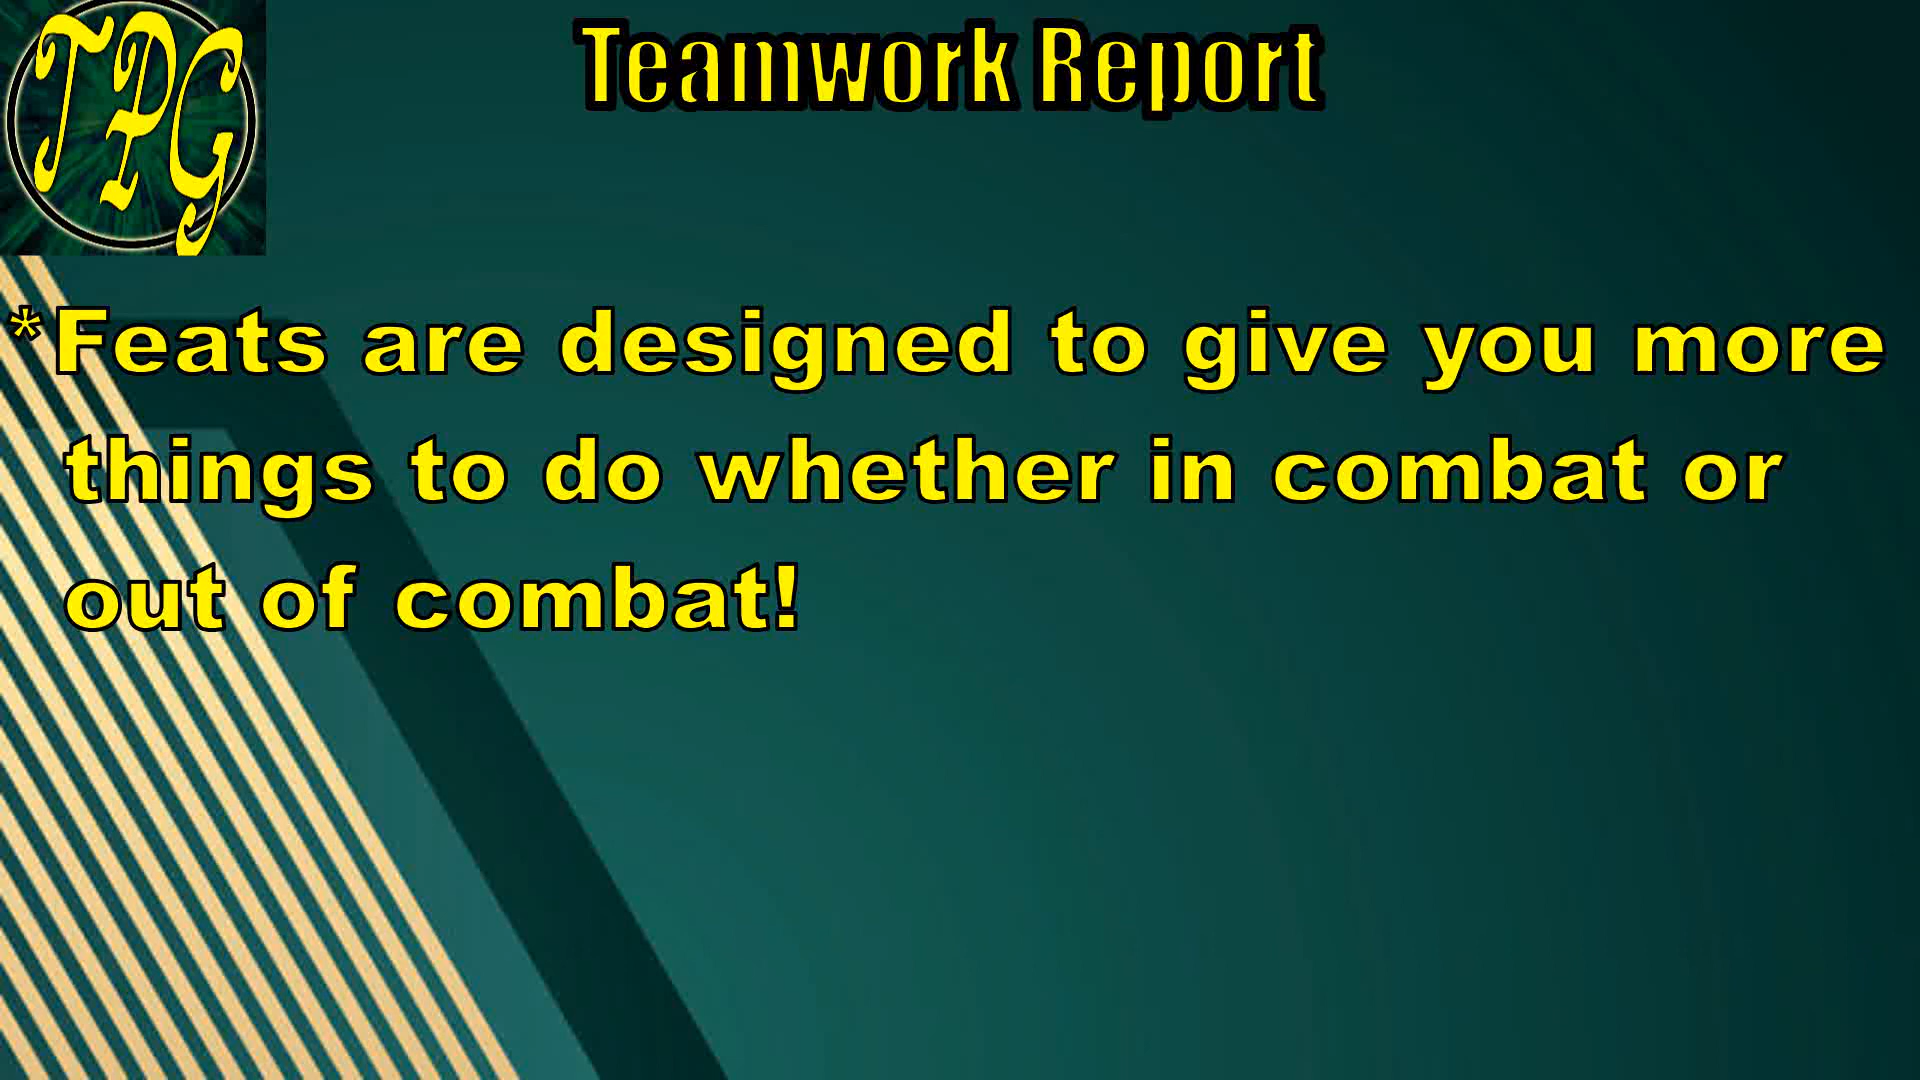 TPG
Teamwork Report
*Feats are designed to give you more
things to do whether in combat or
out of combat!